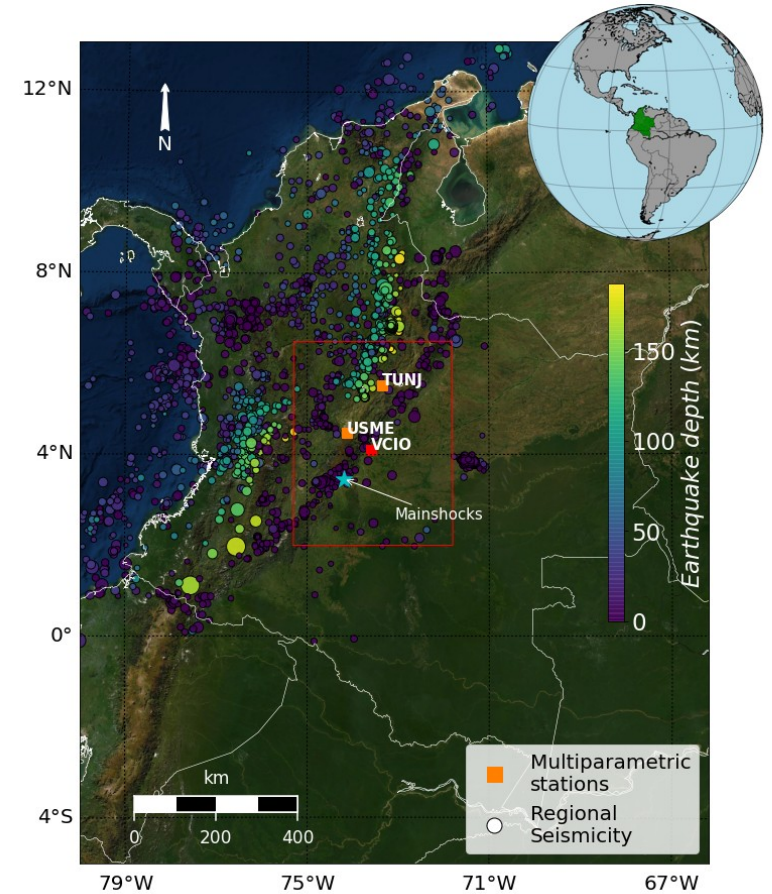 12°N
N
8°N
TUNJ
USME
VCIO
4°N
Mainshocks
150
100
50
0
Earthquake depth (km)
0°
km
0 200 400
4°S
Multiparametric
stations
Regional
Seismicity
79°W 75°W 71°W 67°W